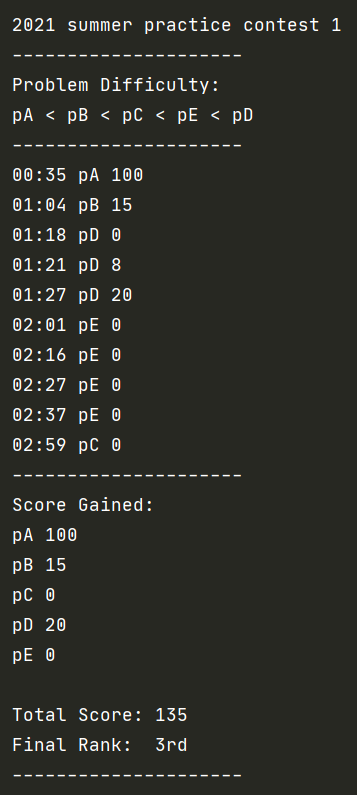 2021 summer practice contest 1
---------------------
Problem Difficulty:
pA < pB < pC < pE < pD
---------------------
00:35 pA 100
01:04 pB 15
01:18 pD 0
01:21 pD 8
01:27 pD 20
02:01 pE 0
02:16 pE 0
02:27 pE 0
02:37 pE 0
02:59 pC 0
---------------------
Score Gained:
pA 100
pB 15
pC 0
pD 20
pE 0
Total Score: 135
Final Rank:  3rd
---------------------